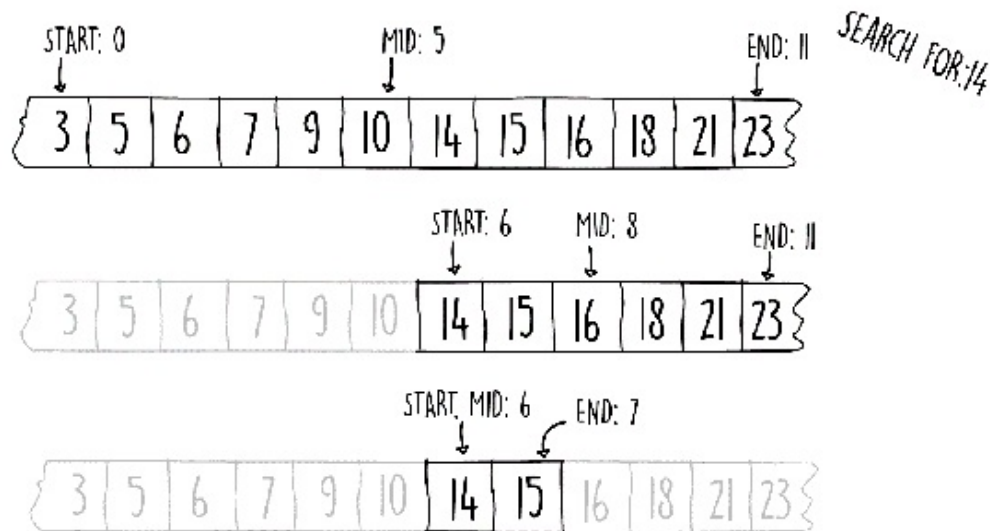 START: 0 MID: 5 END: 11
SEARCH FOR:14
3 5 6 7 9 10 14 15 16 18 21 23
START: 6 MID: 8 END: 11
3 5 6 7 9 10 14 15 16 18 21 23
START, MID: 6 END: 7
3 5 6 7 9 10 14 15 16 18 21 23